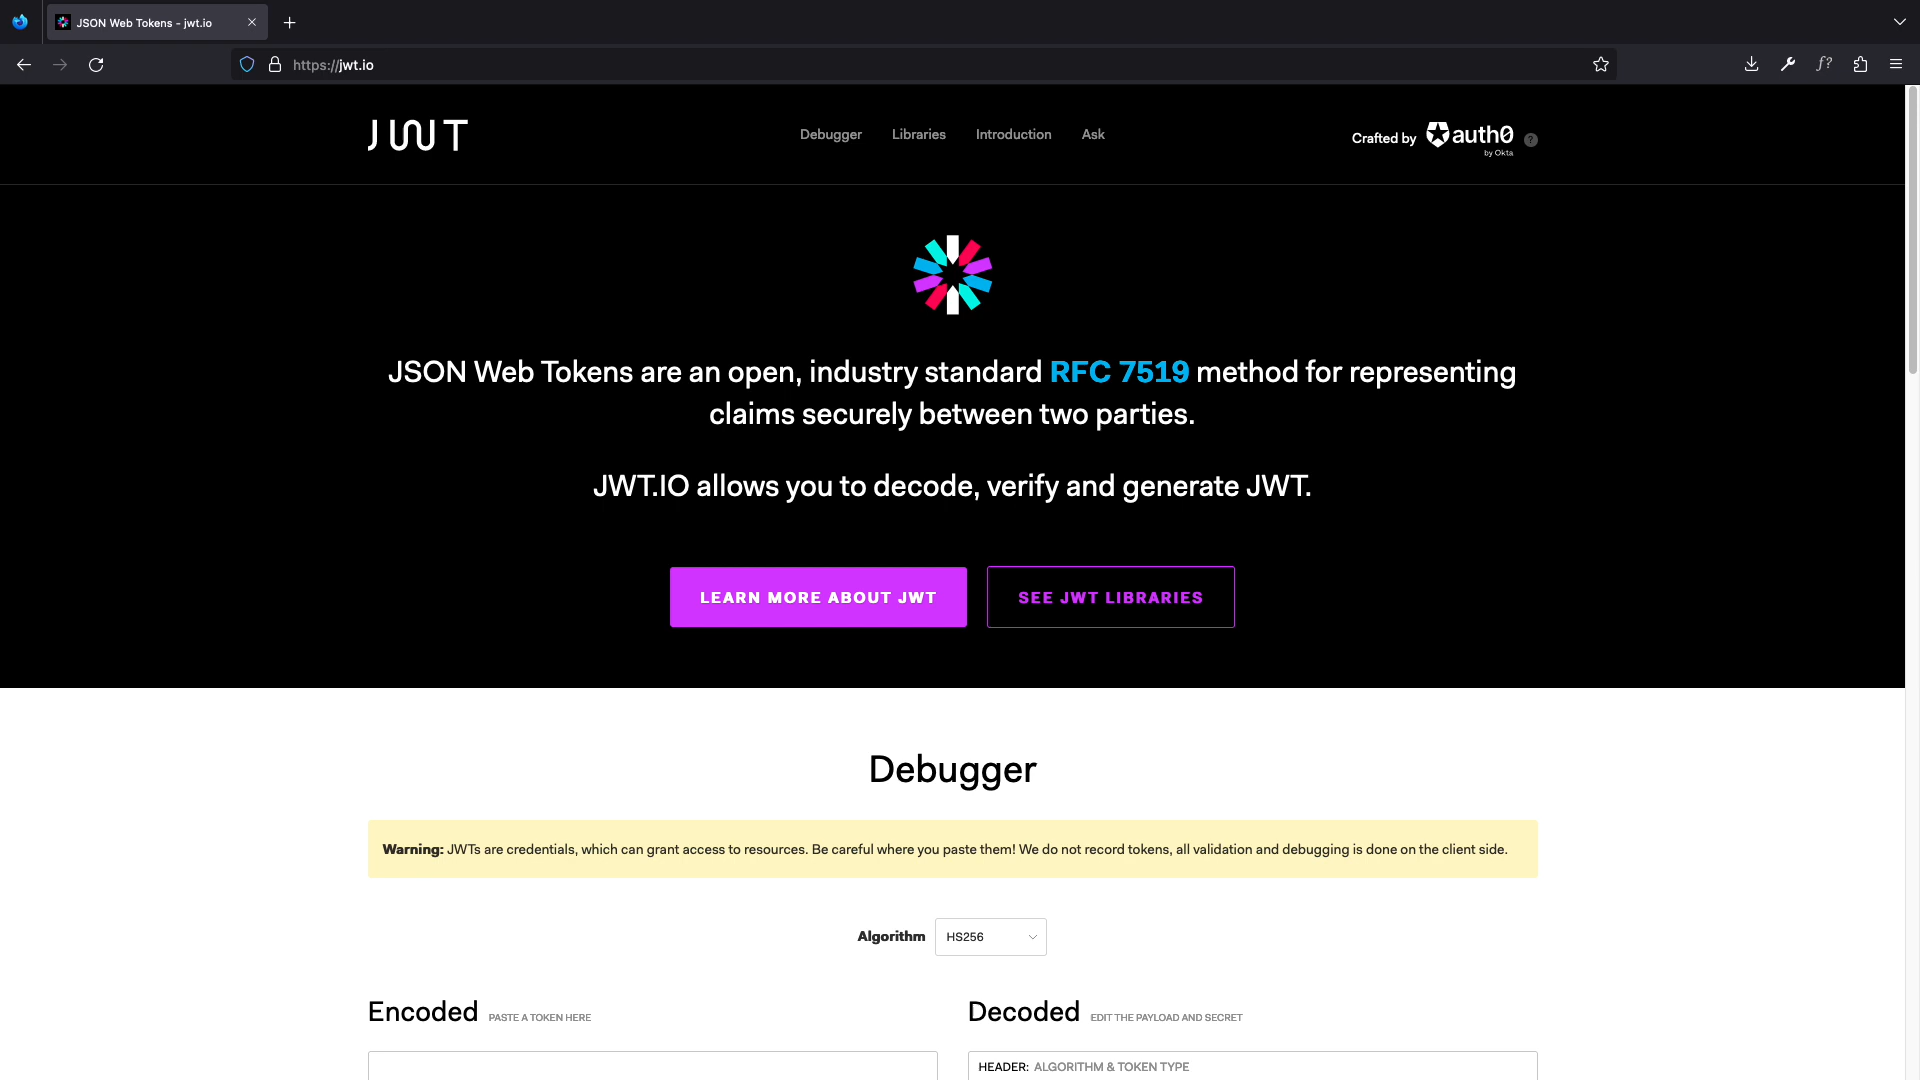 JSON Web Tokens - jwt.io
https://jwt.io
JWT
Debugger Libraries Introduction Ask
Crafted by auth0
by Okta
?
JSON Web Tokens are an open, industry standard RFC 7519 method for representing
claims securely between two parties.
JWT.IO allows you to decode, verify and generate JWT.
LEARN MORE ABOUT JWT
SEE JWT LIBRARIES
Debugger
Warning: JWTs are credentials, which can grant access to resources. Be careful where you paste them! We do not record tokens, all validation and debugging is done on the client side.
Algorithm HS256
Encoded PASTE A TOKEN HERE
Decoded EDIT THE PAYLOAD AND SECRET
HEADER: ALGORITHM & TOKEN TYPE